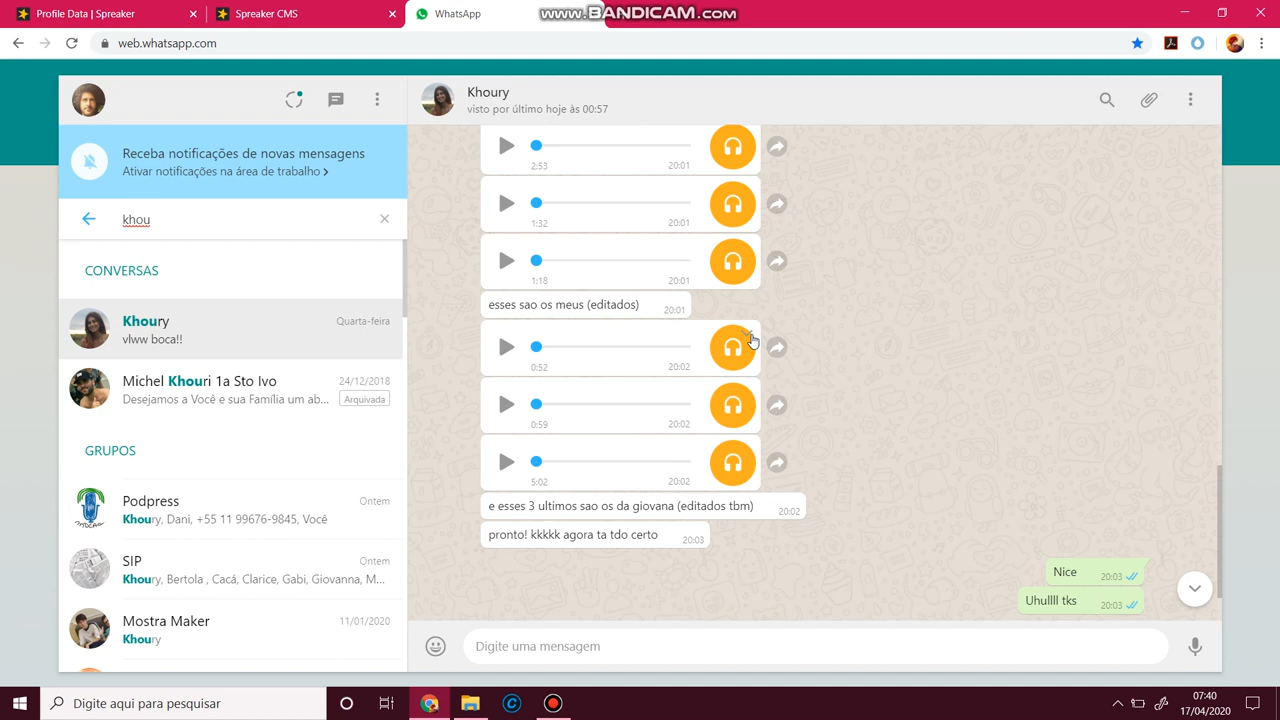 Profile Data | Spreaker
Spreaker CMS
WhatsApp
www.BANDICAM.com
web.whatsapp.com
Khoury
visto por último hoje às 00:57
Receba notificações de novas mensagens
Ativar notificações na área de trabalho
khou
CONVERSAS
Khoury
Quarta-feira
vlww boca!!
Michel Khouri 1a Sto Ivo
24/12/2018
Desejamos a Você e sua Família um ab...
Arquivada
GRUPOS
Podpress
Ontem
Khoury, Dani, +55 11 99676-9845, Você
SIP
Ontem
Khoury, Bertola , Cacá, Clarice, Gabi, Giovanna, M...
Mostra Maker
11/01/2020
Khoury
2:53
20:01
1:32
20:01
1:18
20:01
esses sao os meus (editados)
20:01
0:52
20:02
0:59
20:02
5:02
20:02
e esses 3 ultimos sao os da giovana (editados tbm)
20:02
pronto! kkkkk agora ta tdo certo
20:03
Nice
20:03
Uhullll tks
20:03
Digite uma mensagem
Digite aqui para pesquisar
07:40
17/04/2020